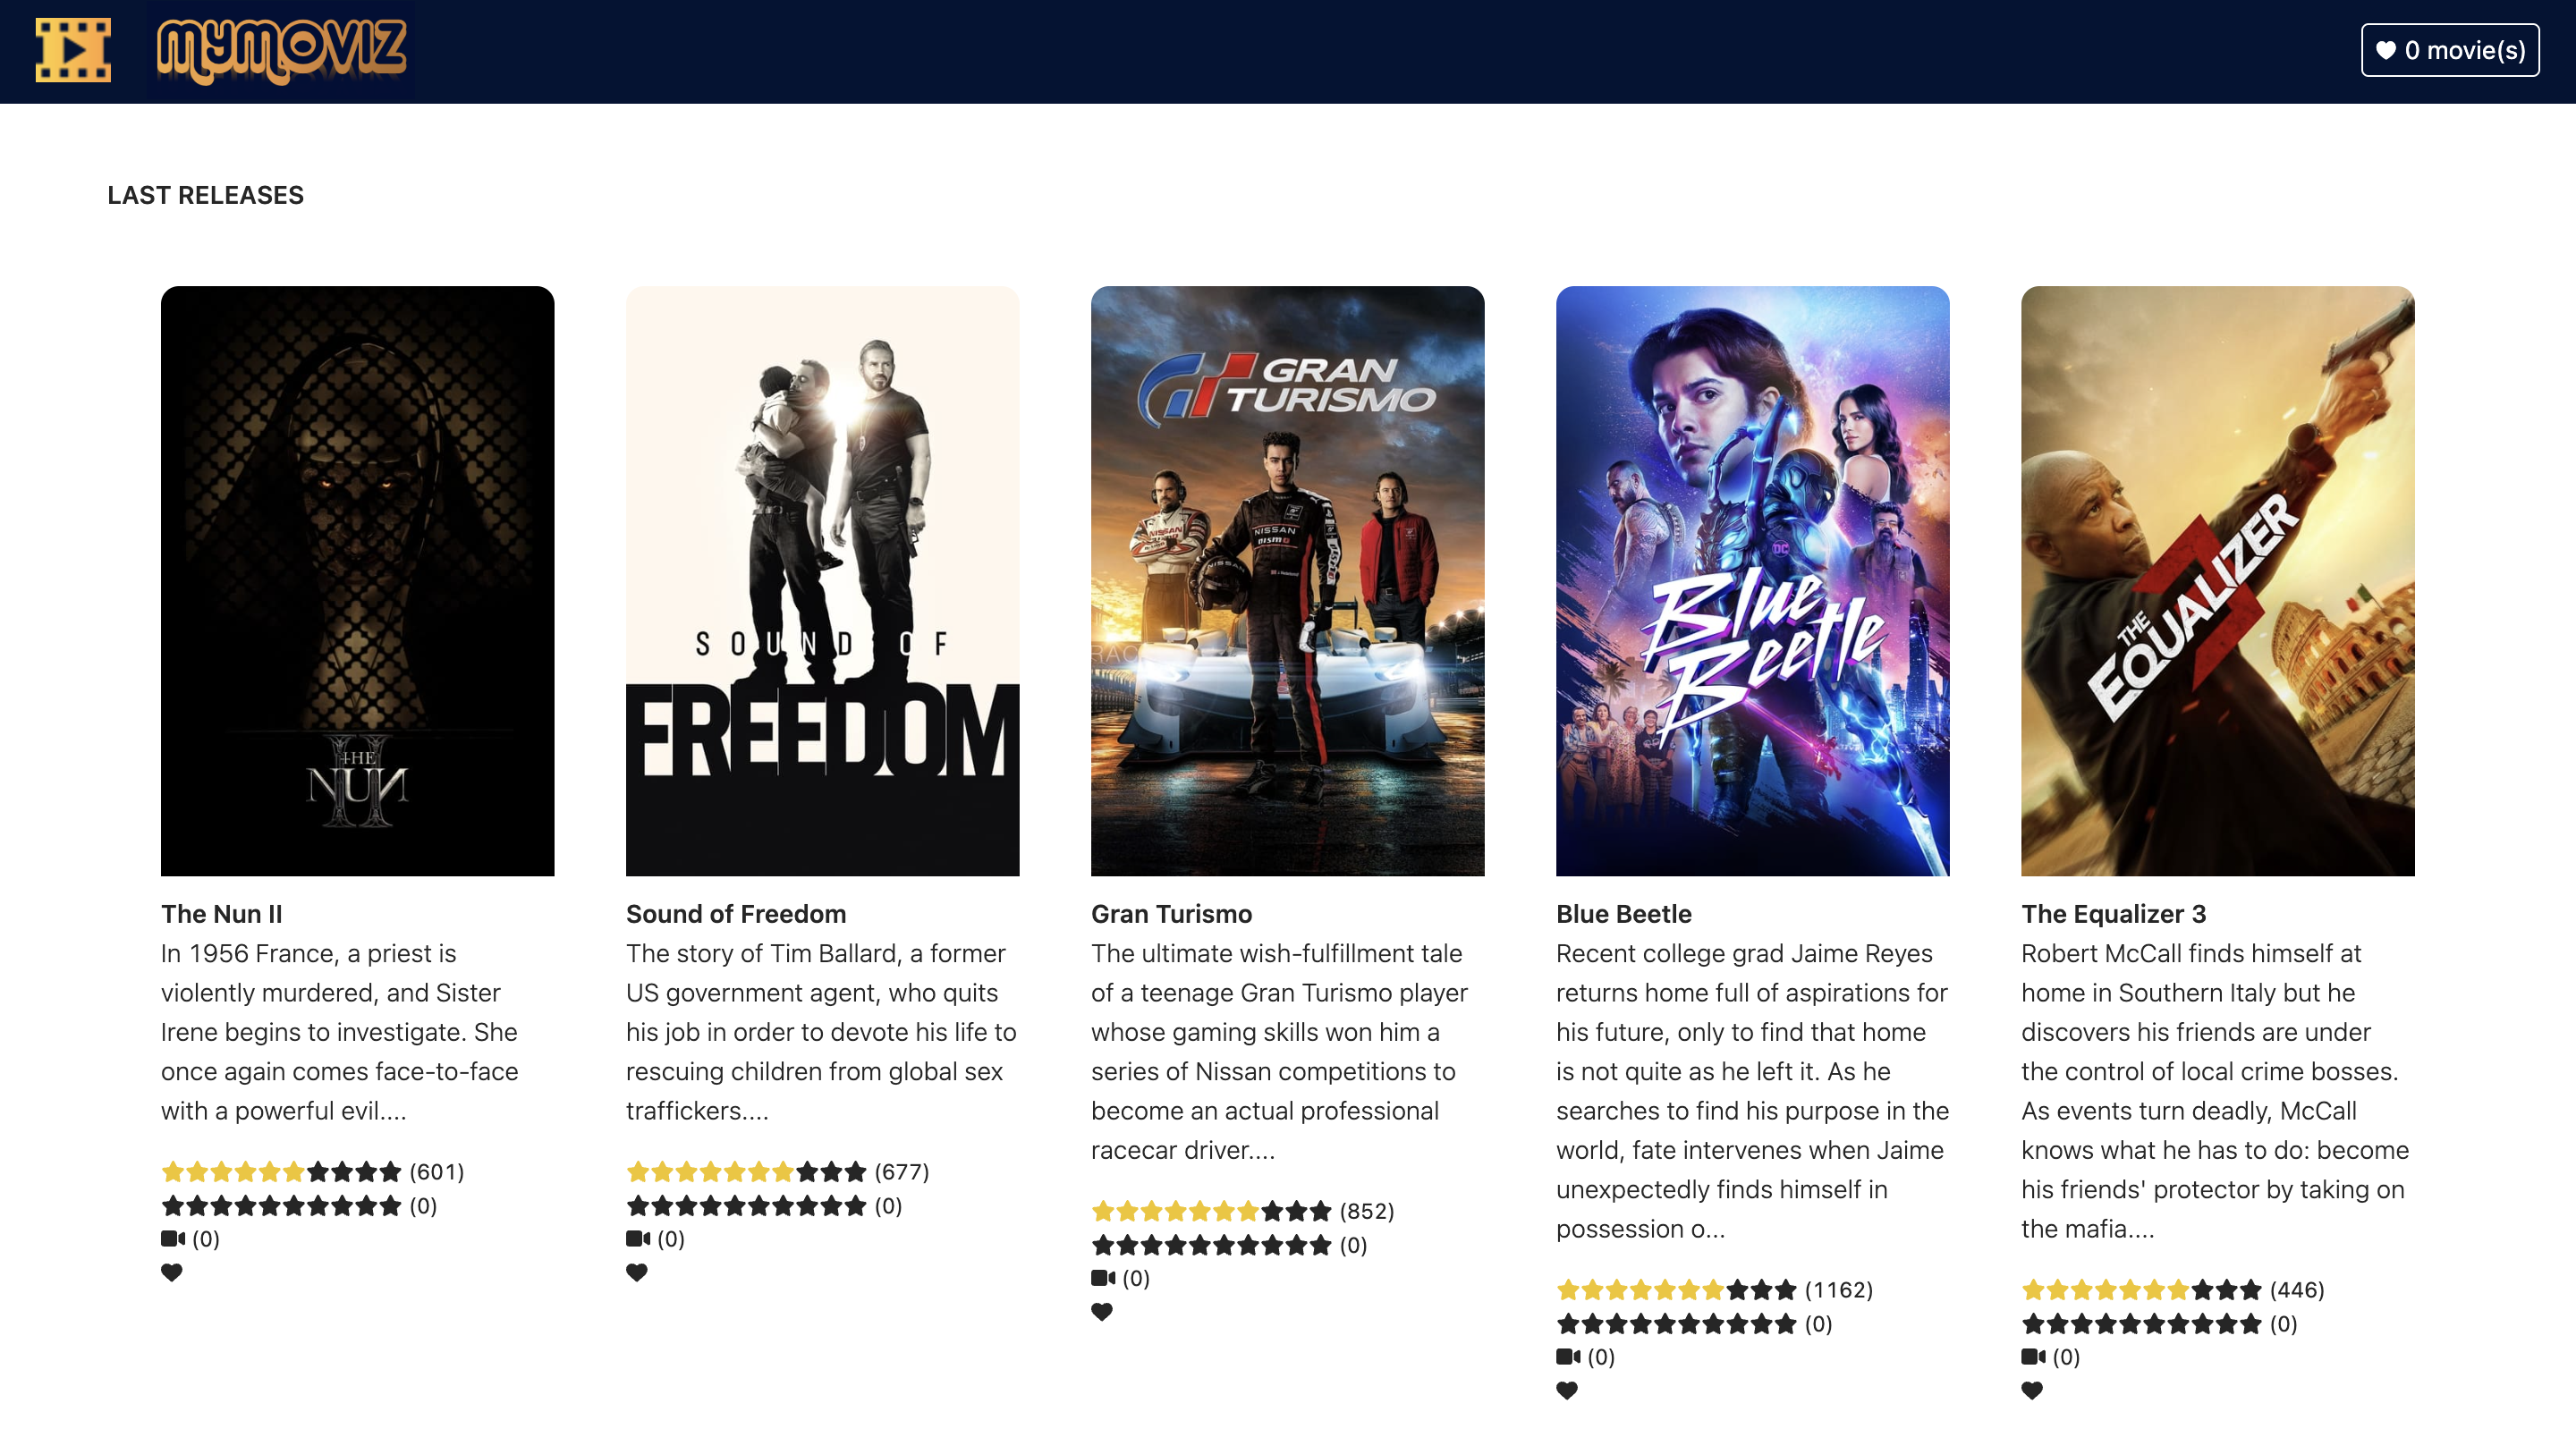 MYMOVIZ
0 movie(s)
LAST RELEASES
THE
NUN
II
SOUND OF
FREEDOM
GRAN
TURISMO
NISSAN
nismo
NISSAN
NISSAN
RAC
Blue
Beetle
DC
THE
EQUALIZER
3
The Nun II
In 1956 France, a priest is
violently murdered, and Sister
Irene begins to investigate. She
once again comes face-to-face
with a powerful evil....
(601)
(0)
(0)
Sound of Freedom
The story of Tim Ballard, a former
US government agent, who quits
his job in order to devote his life to
rescuing children from global sex
traffickers....
(677)
(0)
(0)
Gran Turismo
The ultimate wish-fulfillment tale
of a teenage Gran Turismo player
whose gaming skills won him a
series of Nissan competitions to
become an actual professional
racecar driver....
(852)
(0)
(0)
Blue Beetle
Recent college grad Jaime Reyes
returns home full of aspirations for
his future, only to find that home
is not quite as he left it. As he
searches to find his purpose in the
world, fate intervenes when Jaime
unexpectedly finds himself in
possession o...
(1162)
(0)
(0)
The Equalizer 3
Robert McCall finds himself at
home in Southern Italy but he
discovers his friends are under
the control of local crime bosses.
As events turn deadly, McCall
knows what he has to do: become
his friends' protector by taking on
the mafia....
(446)
(0)
(0)